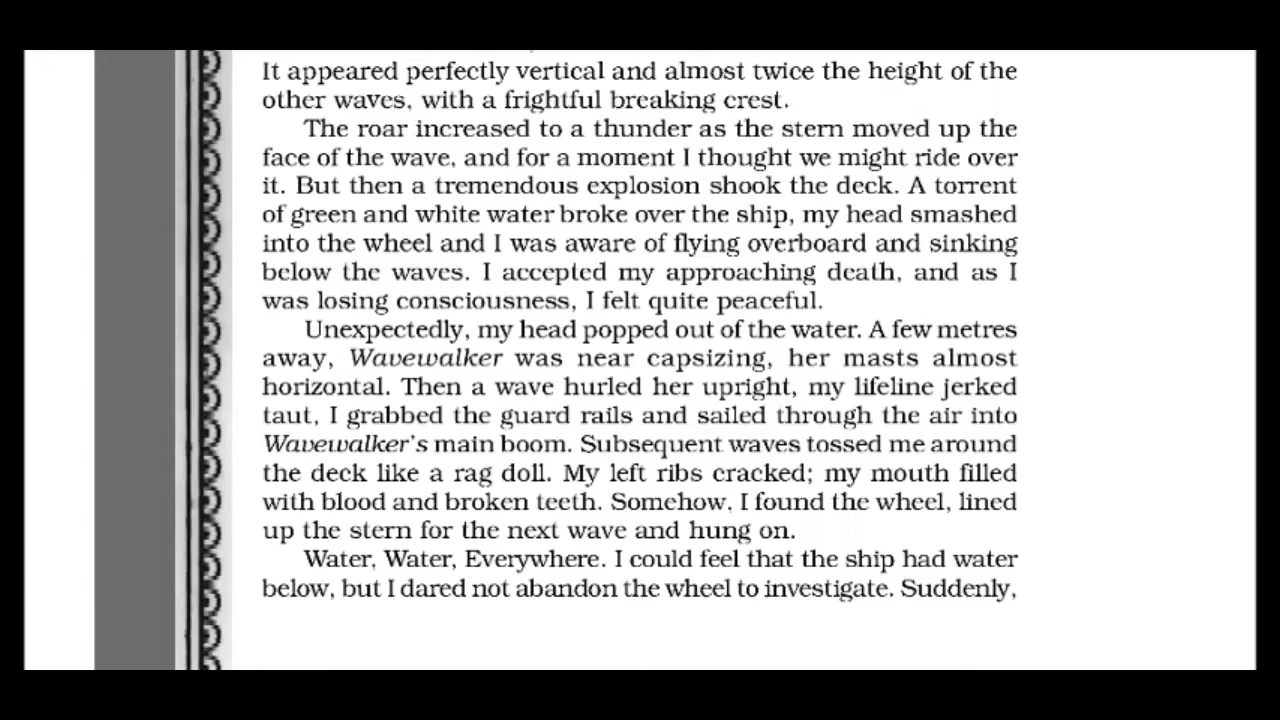 It appeared perfectly vertical and almost twice the height of the
other waves, with a frightful breaking crest.
The roar increased to a thunder as the stern moved up the
face of the wave, and for a moment I thought we might ride over
it. But then a tremendous explosion shook the deck. A torrent
of green and white water broke over the ship, my head smashed
into the wheel and I was aware of flying overboard and sinking
below the waves. I accepted my approaching death, and as I
was losing consciousness, I felt quite peaceful.
Unexpectedly, my head popped out of the water. A few metres
away, Wavewalker was near capsizing, her masts almost
horizontal. Then a wave hurled her upright, my lifeline jerked
taut, I grabbed the guard rails and sailed through the air into
Wavewalker's main boom. Subsequent waves tossed me around
the deck like a rag doll. My left ribs cracked; my mouth filled
with blood and broken teeth. Somehow, I found the wheel, lined
up the stern for the next wave and hung on.
Water, Water, Everywhere. I could feel that the ship had water
below, but I dared not abandon the wheel to investigate. Suddenly,